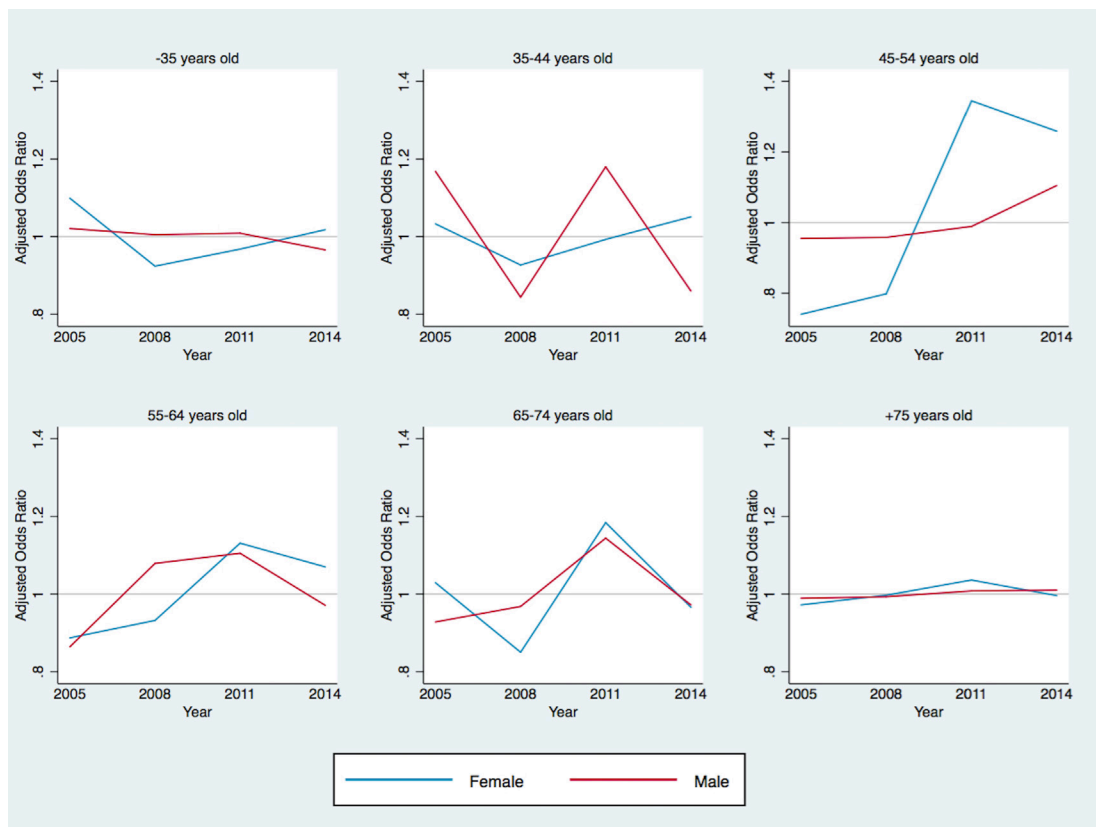 -35 years old
Adjusted Odds Ratio
1.4
1.2
1
.8
2005 2008 2011 2014
Year
35-44 years old
Adjusted Odds Ratio
1.4
1.2
1
.8
2005 2008 2011 2014
Year
45-54 years old
Adjusted Odds Ratio
1.4
1.2
1
.8
2005 2008 2011 2014
Year
55-64 years old
Adjusted Odds Ratio
1.4
1.2
1
.8
2005 2008 2011 2014
Year
65-74 years old
Adjusted Odds Ratio
1.4
1.2
1
.8
2005 2008 2011 2014
Year
+75 years old
Adjusted Odds Ratio
1.4
1.2
1
.8
2005 2008 2011 2014
Year
Female Male